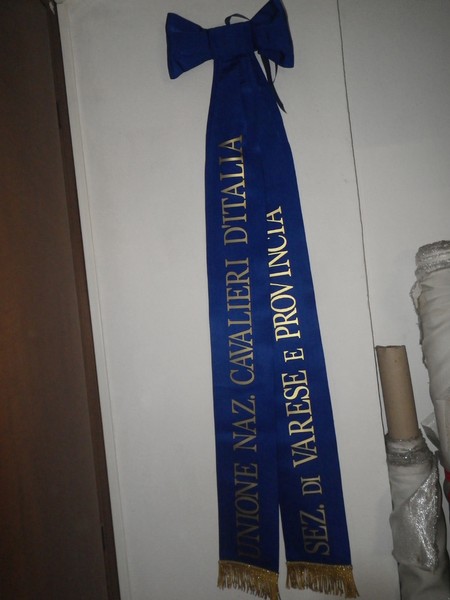 UNIONE NAZ. CAVALIERI D'ITALIA
SEZ. DI VARESE E PROVINCIA